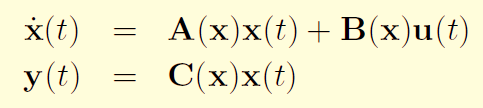 ẋ(t) = A(x)x(t) + B(x)u(t)
y(t) = C(x)x(t)